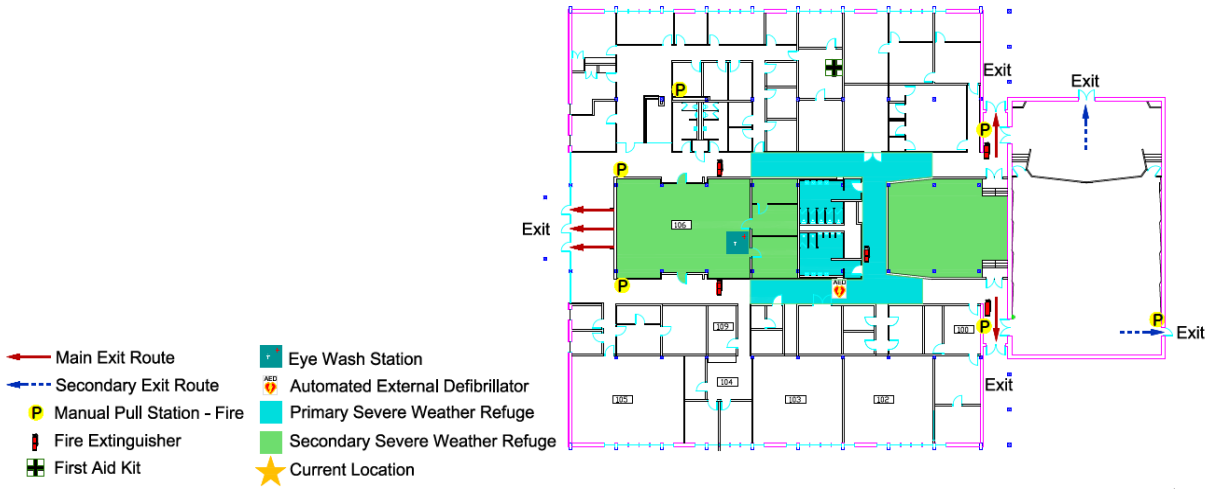 Exit
Exit
P
P
P
P
106
Exit
T
AED
P
P
P
109
100
Exit
Exit
104
105
103
102
Main Exit Route
Secondary Exit Route
P Manual Pull Station - Fire
Fire Extinguisher
First Aid Kit
T Eye Wash Station
AED Automated External Defibrillator
Primary Severe Weather Refuge
Secondary Severe Weather Refuge
Current Location